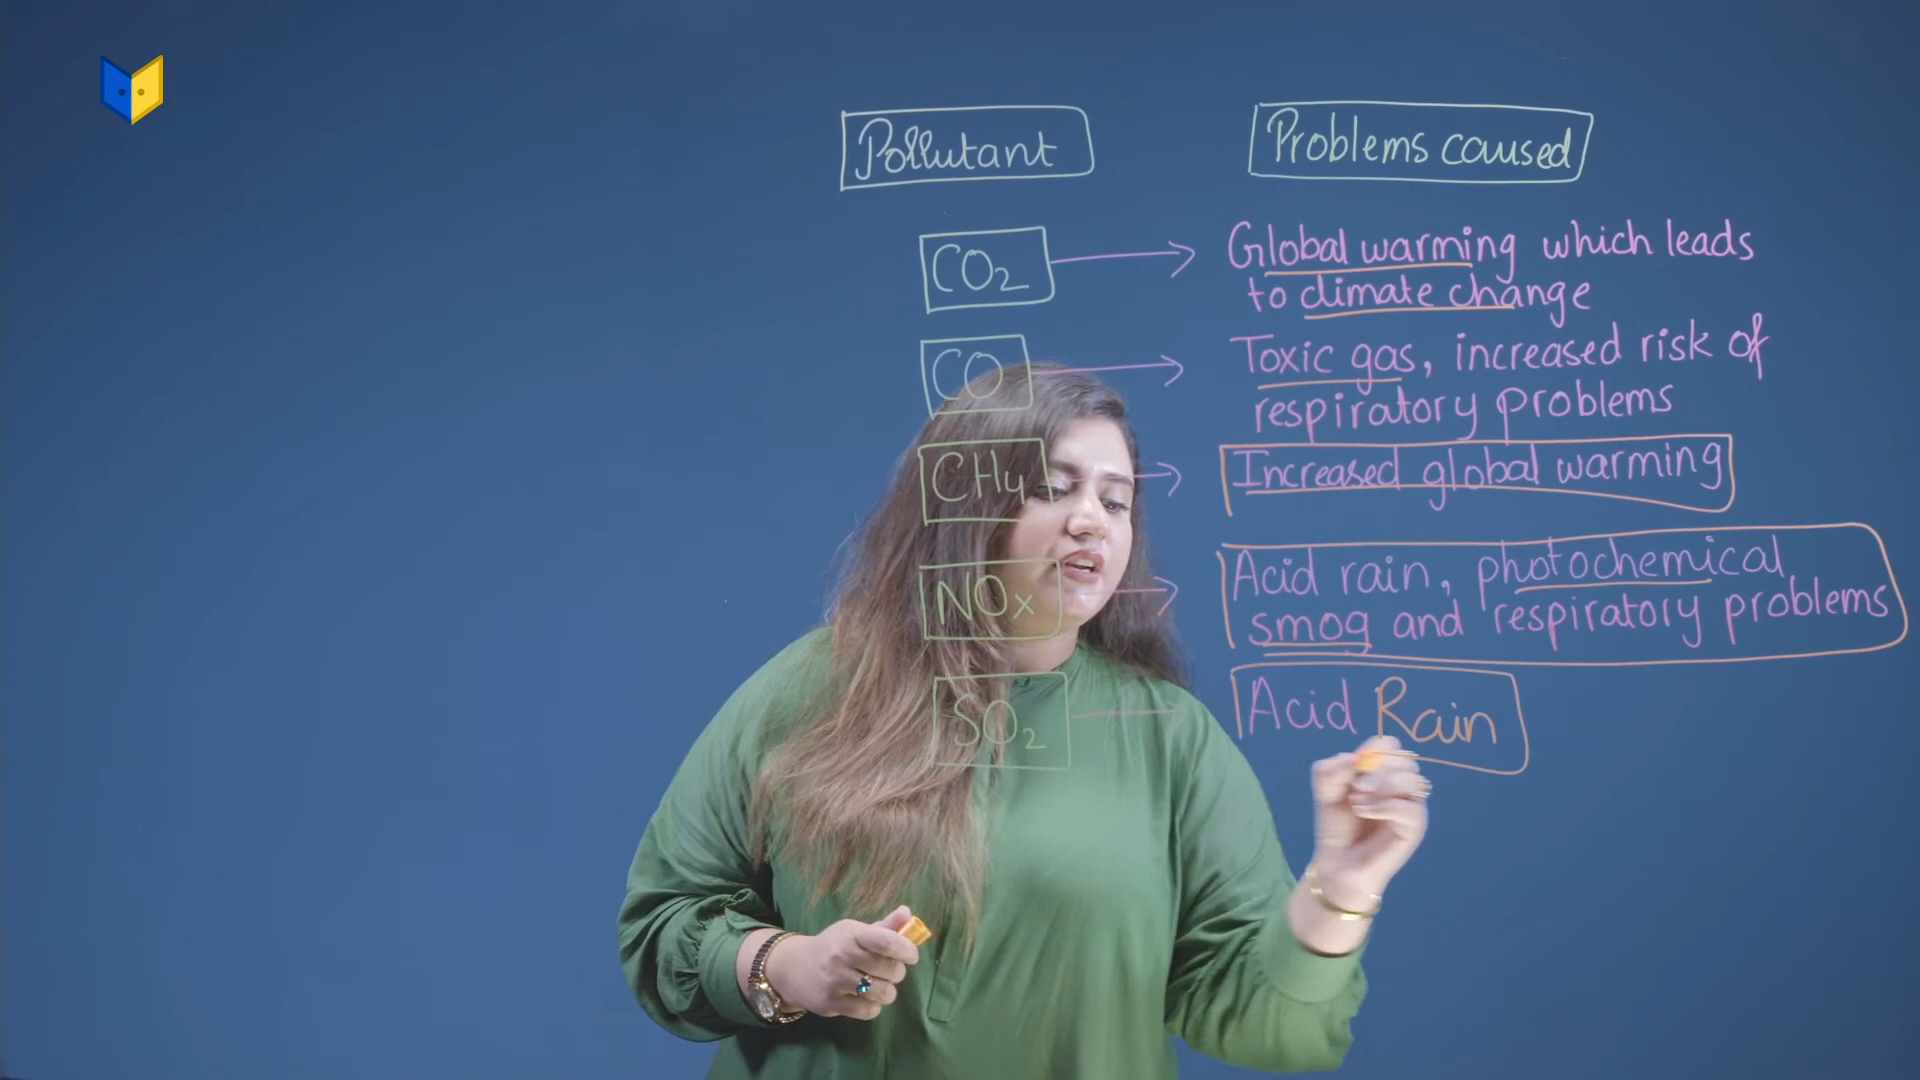 Pollutant
Problems caused
CO₂
Global warming which leads
to climate change
CO
Toxic gas, increased risk of
respiratory problems
CH₄
Increased global warming
NOₓ
Acid rain, photochemical
smog and respiratory problems
SO₂
Acid Rain